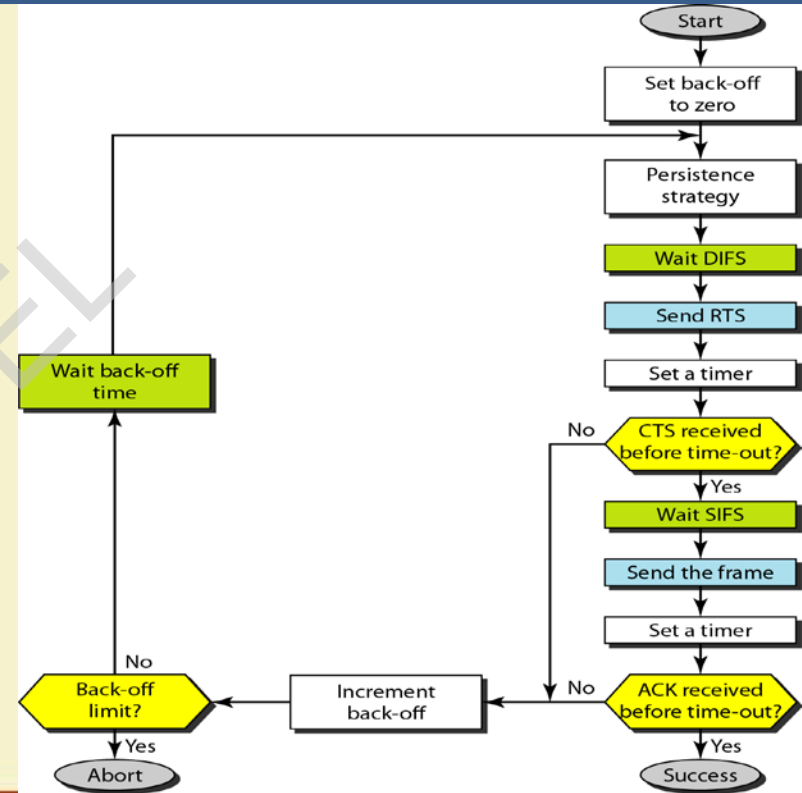 Start
Set back-off
to zero
Persistence
strategy
Wait DIFS
Send RTS
Set a timer
CTS received
before time-out?
No
Yes
Wait SIFS
Send the frame
Set a timer
ACK received
before time-out?
No
Yes
Success
Increment
back-off
Back-off
limit?
No
Yes
Abort
Wait back-off
time
EL